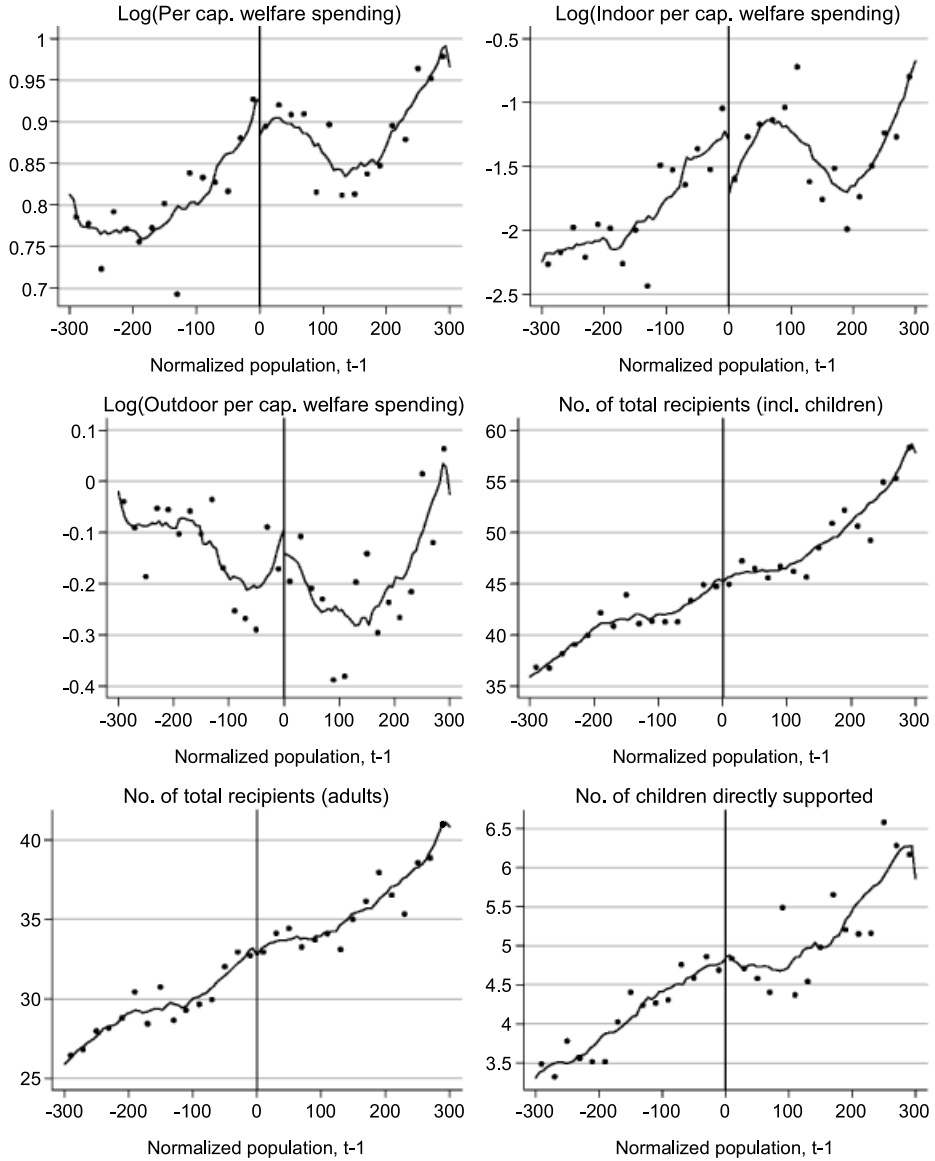 Log(Per cap. welfare spending)
1
0.95
0.9
0.85
0.8
0.75
0.7
-300 -200 -100 0 100 200 300
Normalized population, t-1
Log(Indoor per cap. welfare spending)
-0.5
-1
-1.5
-2
-2.5
-300 -200 -100 0 100 200 300
Normalized population, t-1
Log(Outdoor per cap. welfare spending)
0.1
0
-0.1
-0.2
-0.3
-0.4
-300 -200 -100 0 100 200 300
Normalized population, t-1
No. of total recipients (incl. children)
60
55
50
45
40
35
-300 -200 -100 0 100 200 300
Normalized population, t-1
No. of total recipients (adults)
40
35
30
25
-300 -200 -100 0 100 200 300
Normalized population, t-1
No. of children directly supported
6.5
6
5.5
5
4.5
4
3.5
-300 -200 -100 0 100 200 300
Normalized population, t-1